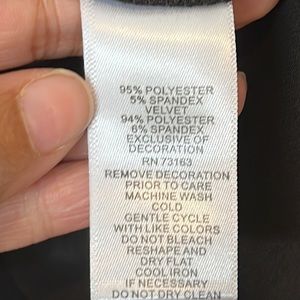 95% POLYESTER
5% SPANDEX
VELVET
94% POLYESTER
6% SPANDEX
EXCLUSIVE OF
DECORATION
RN 73163
REMOVE DECORATION
PRIOR TO CARE
MACHINE WASH
COLD
GENTLE CYCLE
WITH LIKE COLORS
DO NOT BLEACH
RESHAPE AND
DRY FLAT
COOL IRON
IF NECESSARY
DO NOT DRY CLEAN